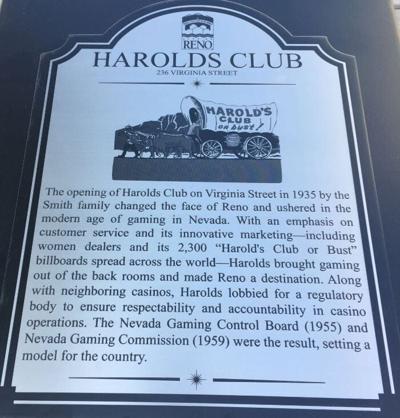 RENO
HAROLDS CLUB
236 VIRGINIA STREET
HAROLD'S
CLUB
or bust!
The opening of Harolds Club on Virginia Street in 1935 by the
Smith family changed the face of Reno and ushered in the
modern age of gaming in Nevada. With an emphasis on
customer service and its innovative marketing—including
women dealers and its 2,300 “Harold's Club or Bust”
billboards spread across the world—Harolds brought gaming
out of the back rooms and made Reno a destination. Along
with neighboring casinos, Harolds lobbied for a regulatory
body to ensure respectability and accountability in casino
operations. The Nevada Gaming Control Board (1955) and
Nevada Gaming Commission (1959) were the result, setting a
model for the country.